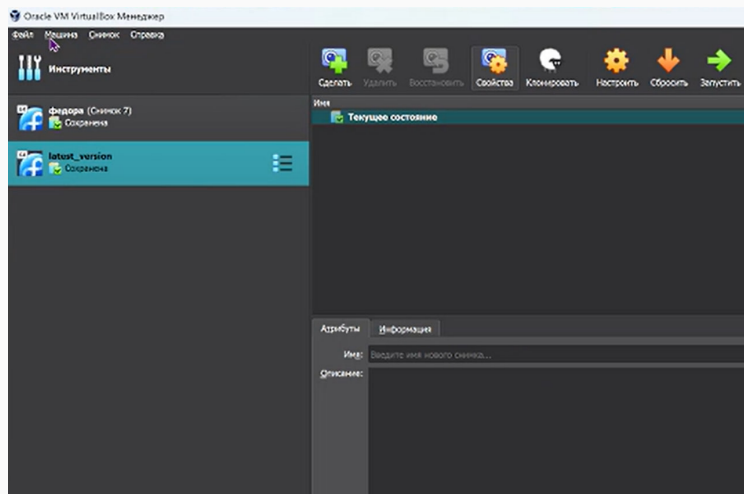 Oracle VM VirtualBox Менеджер
Файл Машина Снимок Справка
Инструменты
Сделать Удалить Восстановить Свойства Клонировать Настроить Сбросить Запустить
федора (Снимок 7)
Сохранена
Имя
Текущее состояние
latest_version
Сохранена
Атрибуты Информация
Имя: Введите имя нового снимка...
Описание: